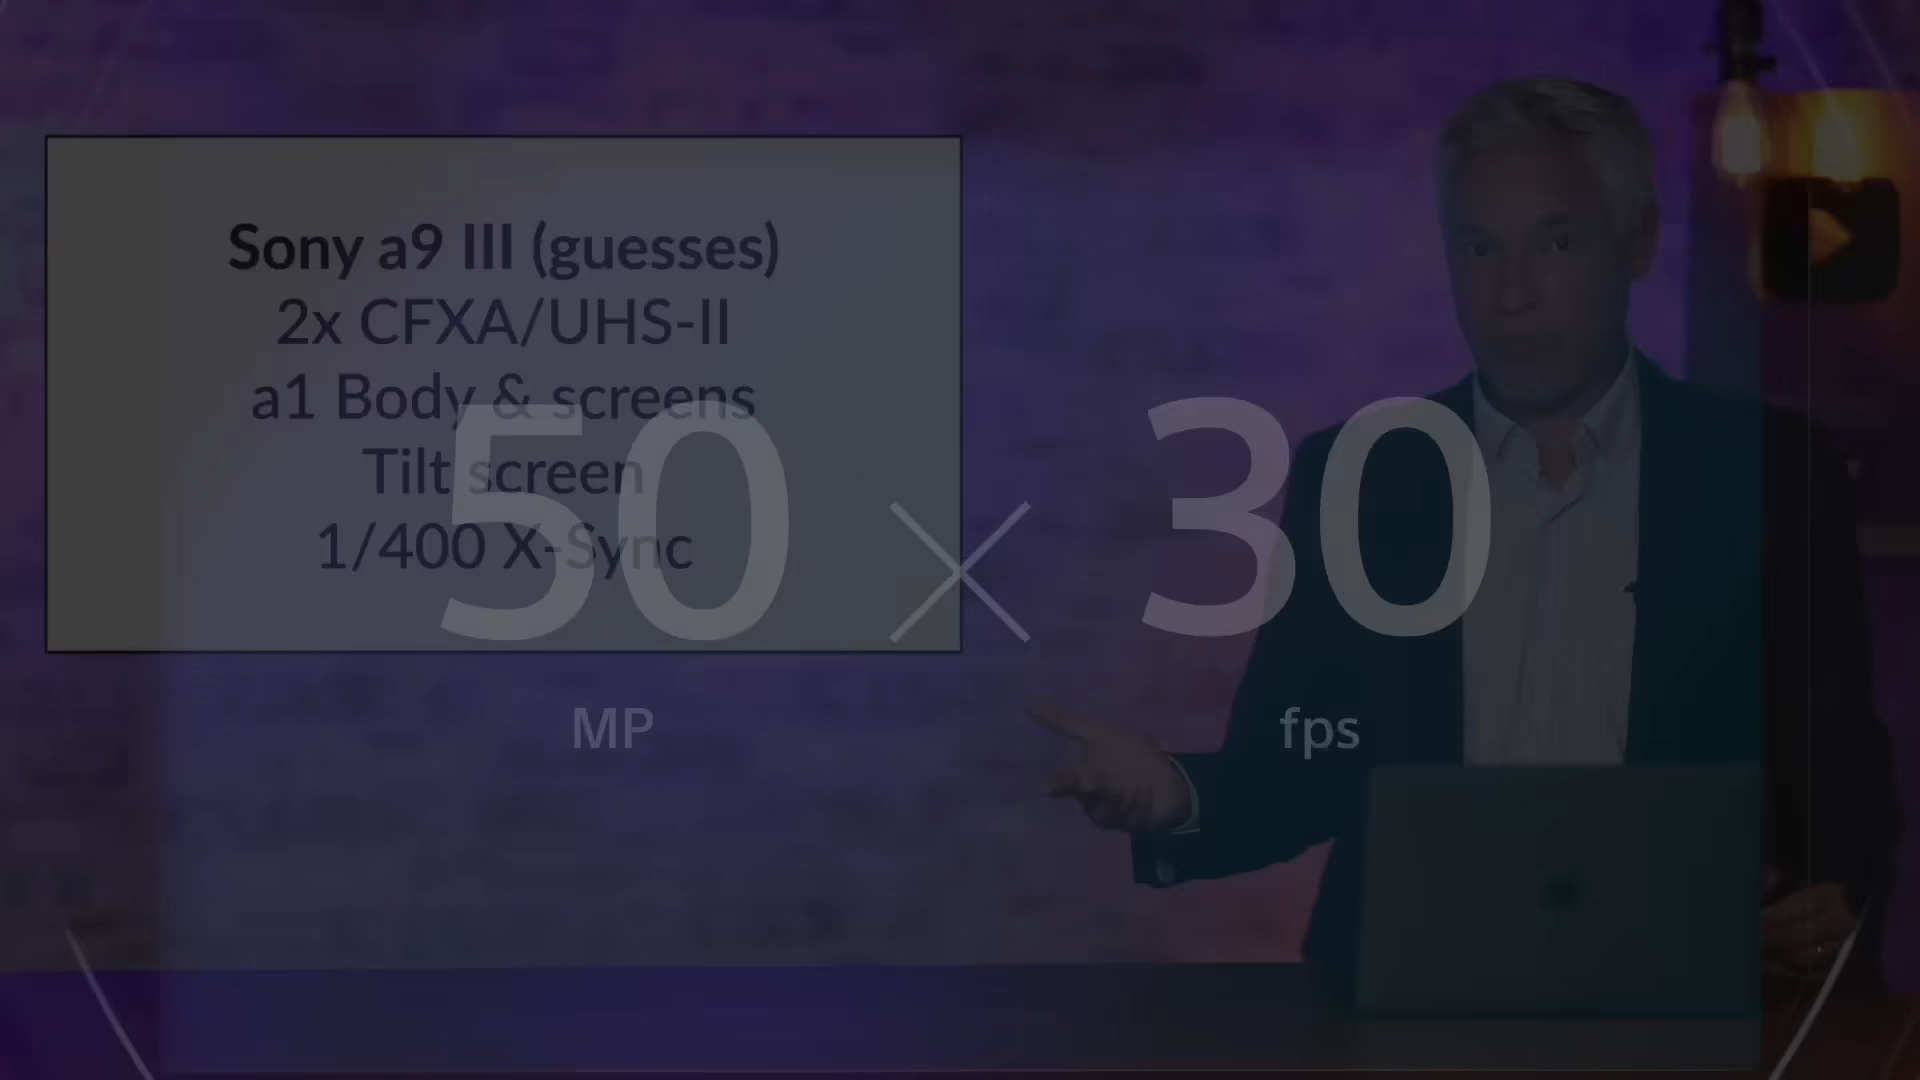 Sony a9 III (guesses)
2x CFXA/UHS-II
a1 Body & screens
Tilt screen
1/400 X-Sync
50 × 30
MP fps